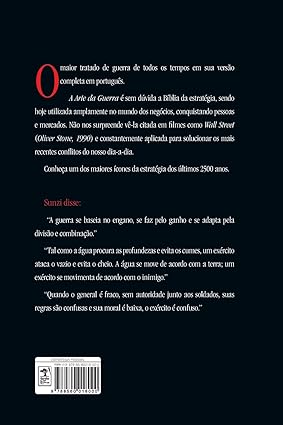 O maior tratado de guerra de todos os tempos em sua versão
completa em português.
A Arte da Guerra é sem dúvida a Bíblia da estratégia, sendo
hoje utilizada amplamente no mundo dos negócios, conquistando pessoas
e mercados. Não nos surpreende vê-la citada em filmes como Wall Street
(Oliver Stone, 1990) e constantemente aplicada para solucionar os mais
recentes conflitos do nosso dia-a-dia.
Conheça um dos maiores ícones da estratégia dos últimos 2500 anos.
Sunzi disse:
“A guerra se baseia no engano, se faz pelo ganho e se adapta pela
divisão e combinação.”
“Tal como a água procura as profundezas e evita os cumes, um exército
ataca o vazio e evita o cheio. A água se move de acordo com a terra; um
exército se movimenta de acordo com o inimigo.”
“Quando o general é fraco, sem autoridade junto aos soldados, suas
regras são confusas e sua moral é baixa, o exército é confuso.”